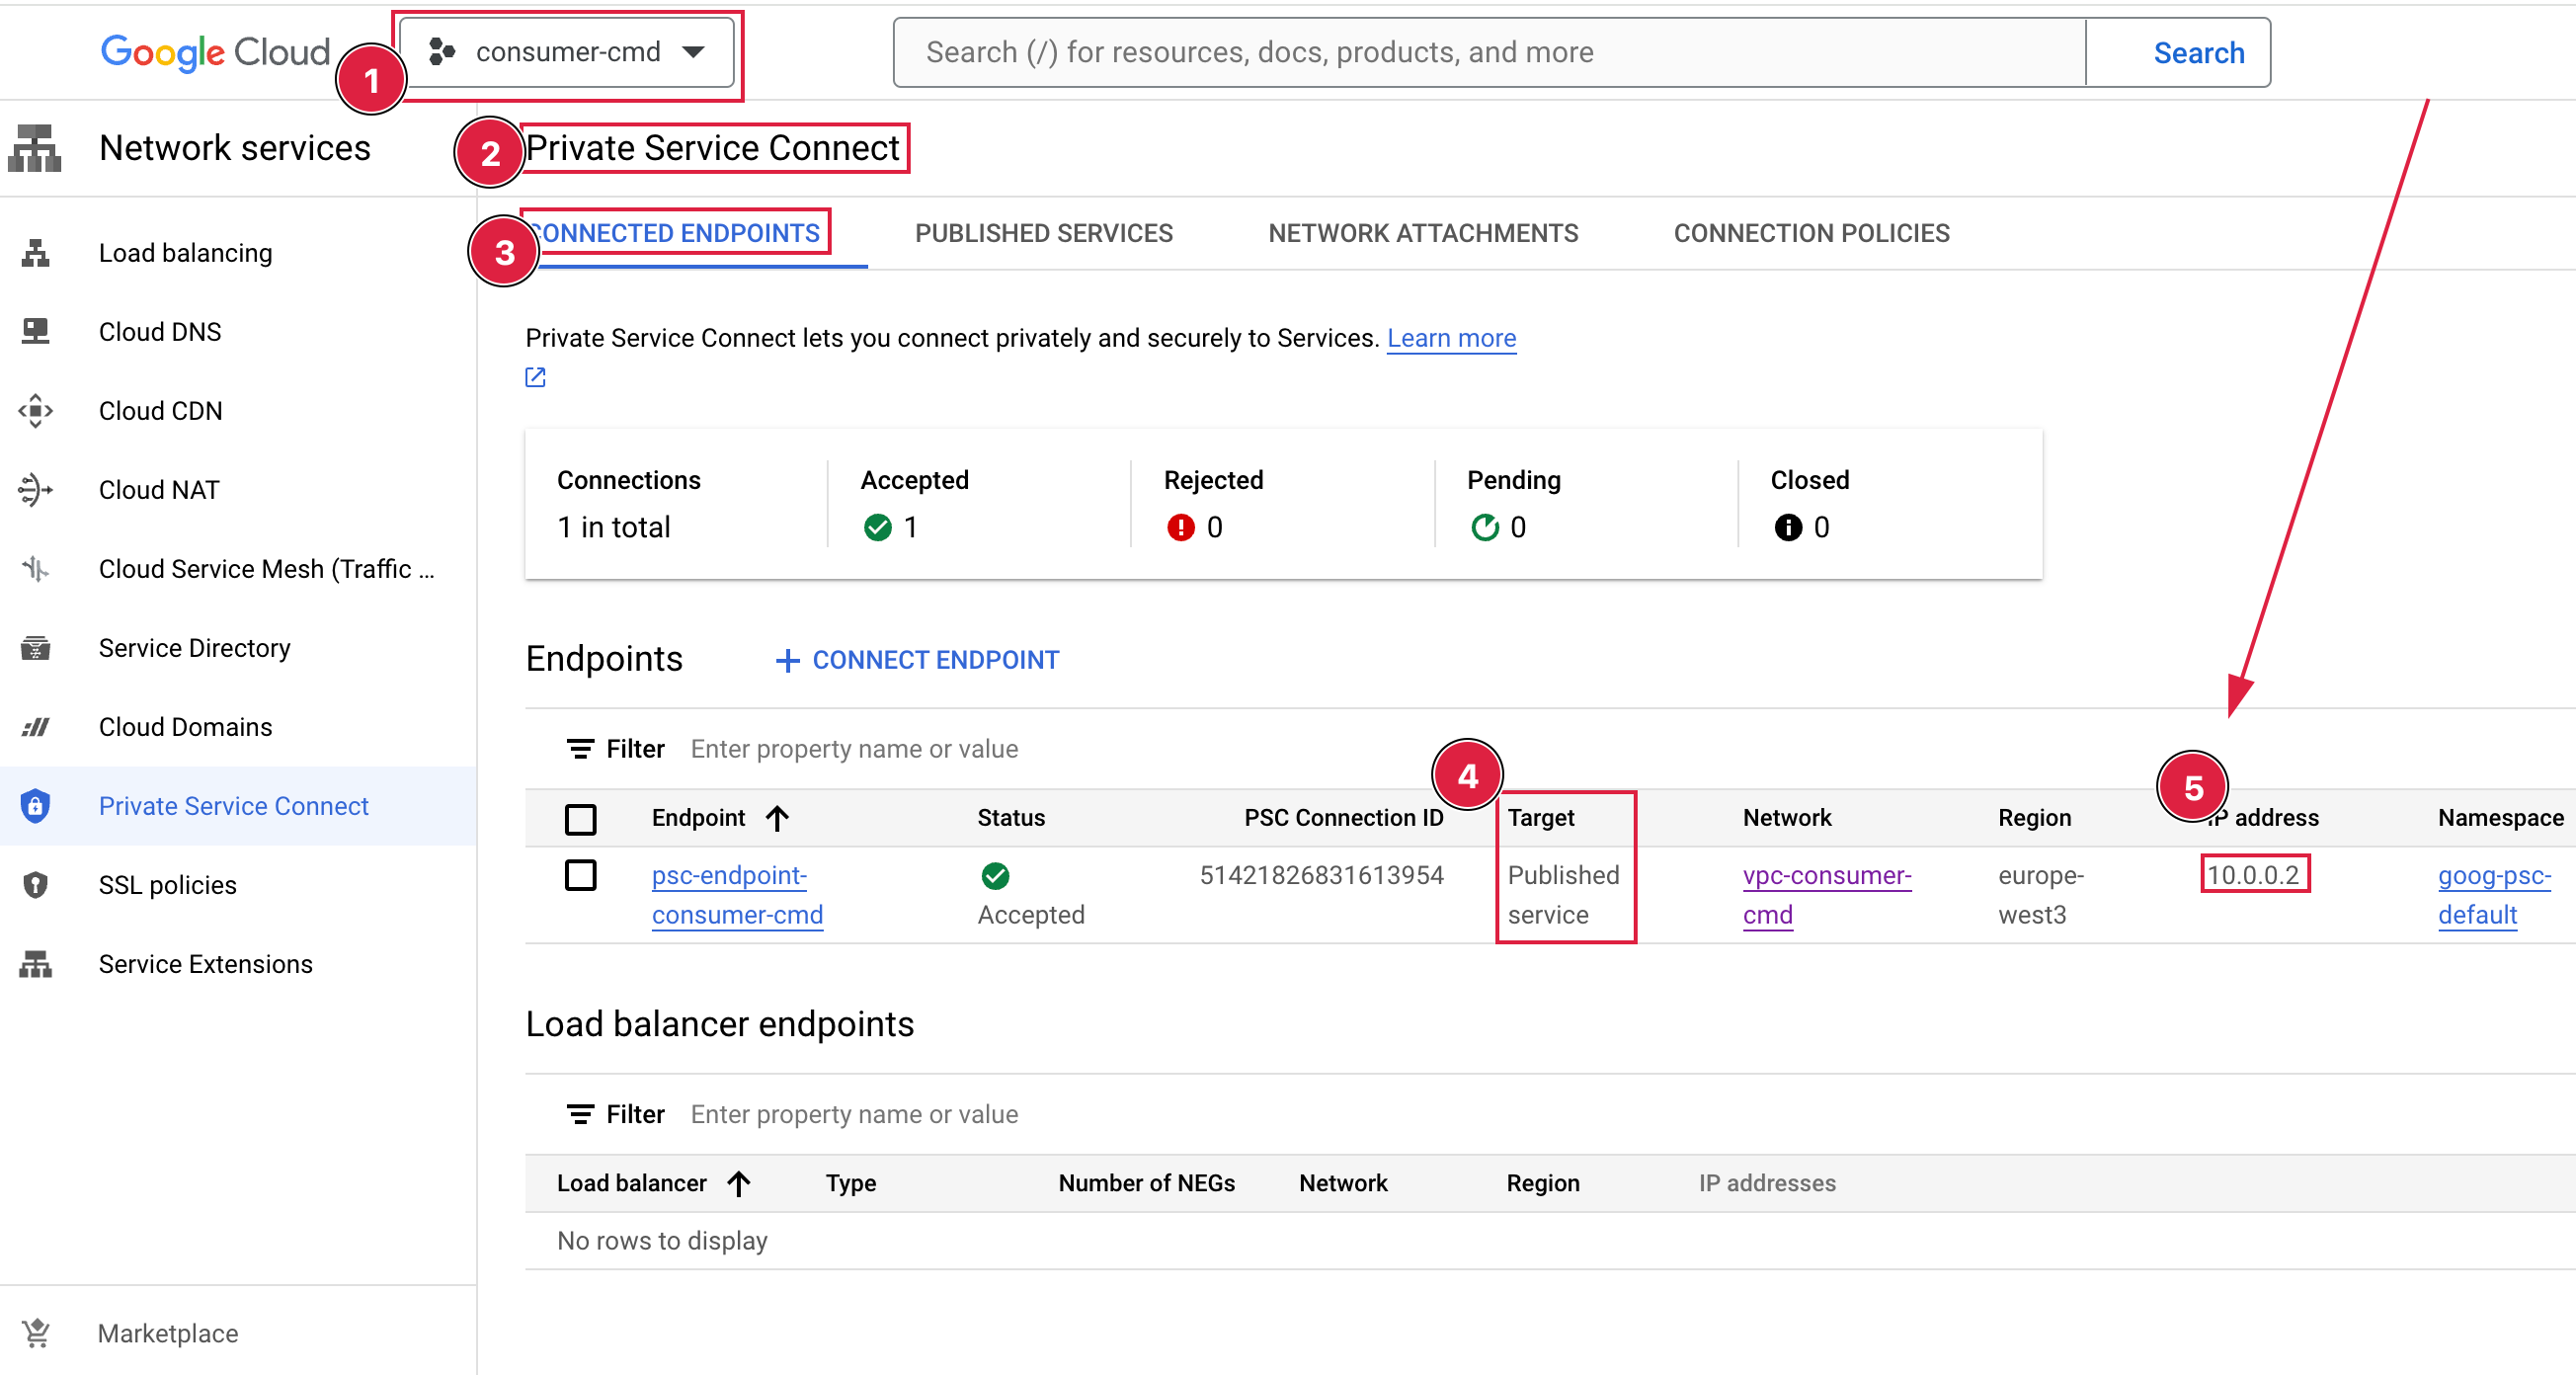 Google Cloud
1
consumer-cmd
Search (/) for resources, docs, products, and more
Search
Network services
2
Private Service Connect
Load balancing
Cloud DNS
Cloud CDN
Cloud NAT
Cloud Service Mesh (Traffic ...
Service Directory
Cloud Domains
Private Service Connect
SSL policies
Service Extensions
Marketplace
3
CONNECTED ENDPOINTS
PUBLISHED SERVICES
NETWORK ATTACHMENTS
CONNECTION POLICIES
Private Service Connect lets you connect privately and securely to Services. Learn more
Connections
1 in total
Accepted
1
Rejected
0
Pending
0
Closed
0
Endpoints
CONNECT ENDPOINT
Filter Enter property name or value
4
5
Endpoint
Status
PSC Connection ID
Target
Network
Region
IP address
Namespace
psc-endpoint-
consumer-cmd
Accepted
51421826831613954
Published
service
vpc-consumer-
cmd
europe-
west3
10.0.0.2
goog-psc-
default
Load balancer endpoints
Filter Enter property name or value
Load balancer
Type
Number of NEGs
Network
Region
IP addresses
No rows to display